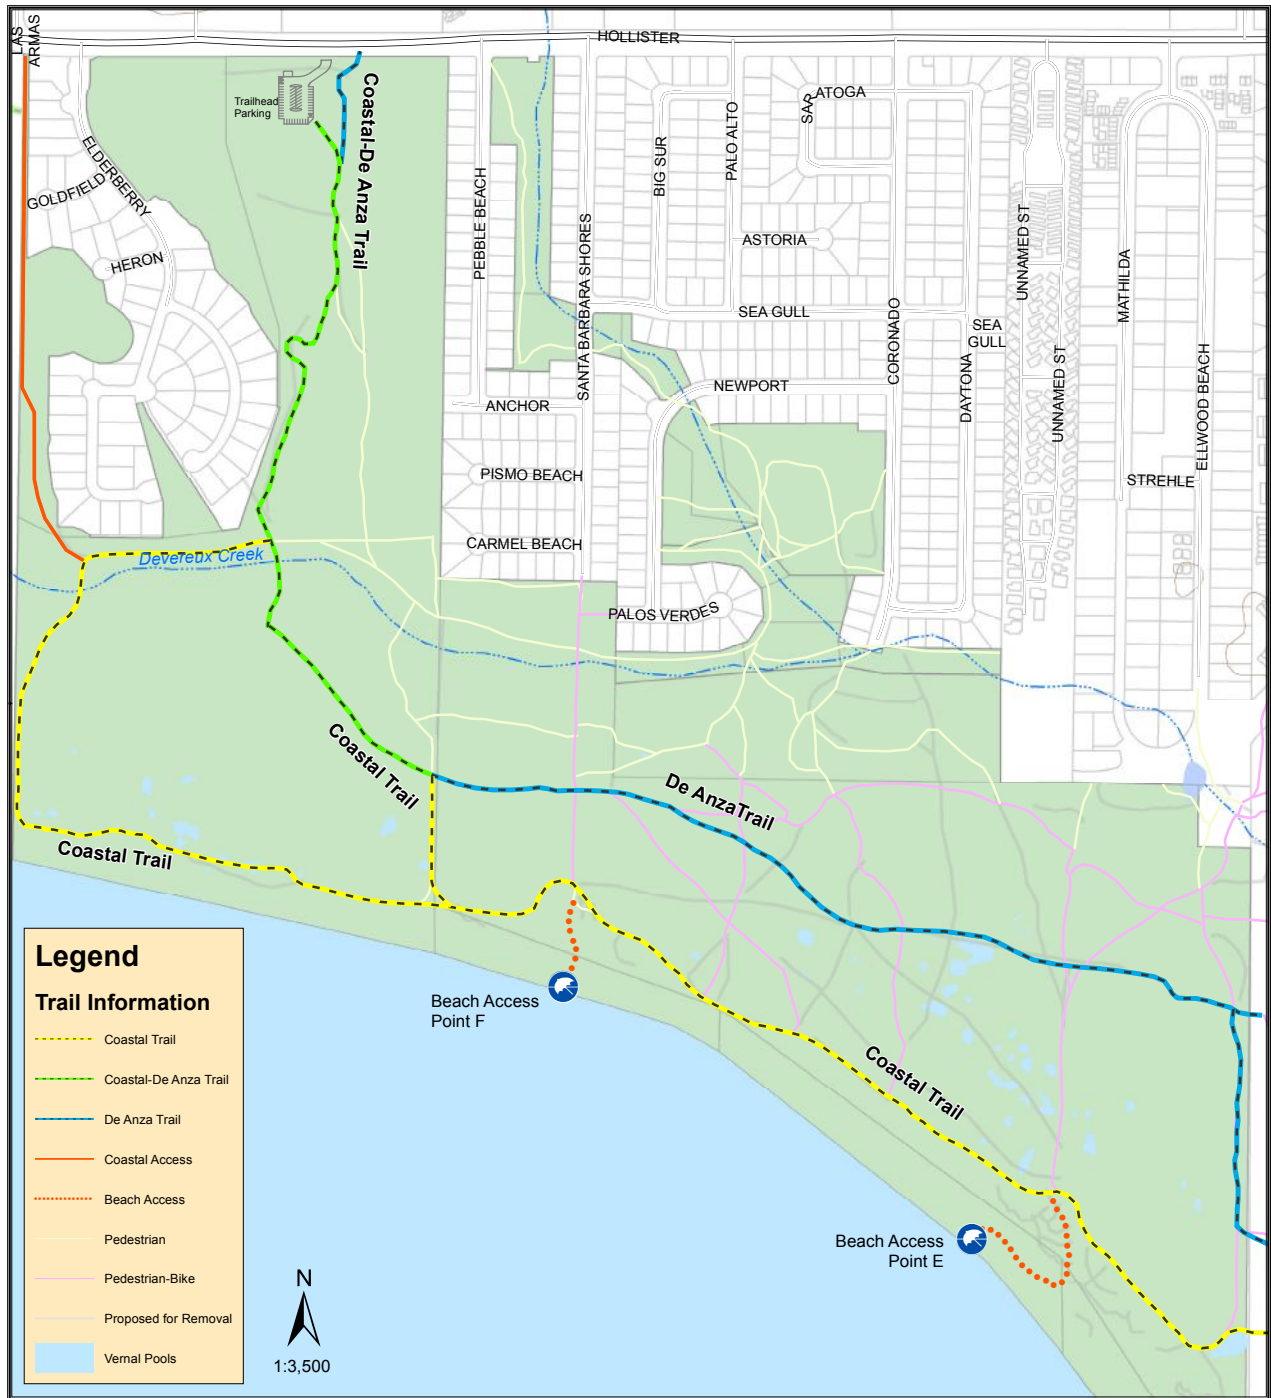 LAS
ARMAS
HOLLISTER
Trailhead
Parking
Coastal-De Anza Trail
ELDERBERRY
GOLDFIELD
HERON
PEBBLE BEACH
SANTA BARBARA SHORES
BIG SUR
PALO ALTO
SARATOGA
ASTORIA
SEA GULL
CORONADO
SEA
GULL
DAYTONA
UNNAMED ST
UNNAMED ST
MATHILDA
ELLWOOD BEACH
NEWPORT
ANCHOR
PISMO BEACH
STREHLE
CARMEL BEACH
Devereux Creek
PALOS VERDES
Coastal Trail
De AnzaTrail
Coastal Trail
Beach Access
Point F
Coastal Trail
Beach Access
Point E
Legend
Trail Information
Coastal Trail
Coastal-De Anza Trail
De Anza Trail
Coastal Access
Beach Access
Pedestrian
Pedestrian-Bike
Proposed for Removal
Vernal Pools
N
1:3,500